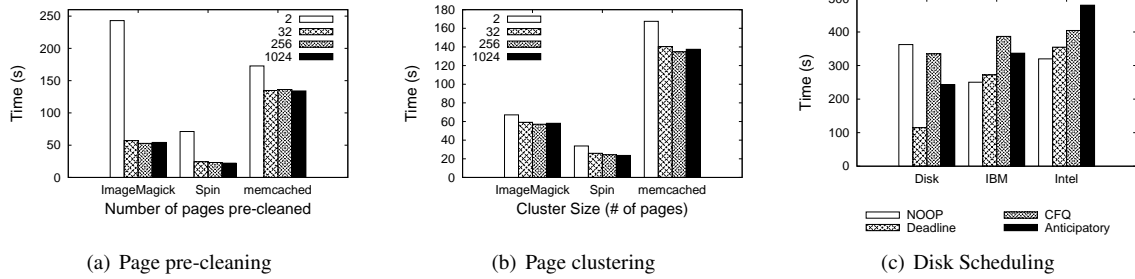 250
200
150
100
50
0
Time (s)
2
32
256
1024
ImageMagick Spin memcached
Number of pages pre-cleaned
(a) Page pre-cleaning
180
160
140
120
100
80
60
40
20
0
Time (s)
2
32
256
1024
ImageMagick Spin memcached
Cluster Size (# of pages)
(b) Page clustering
500
400
300
200
100
0
Time (s)
Disk IBM Intel
NOOP CFQ
Deadline Anticipatory
(c) Disk Scheduling